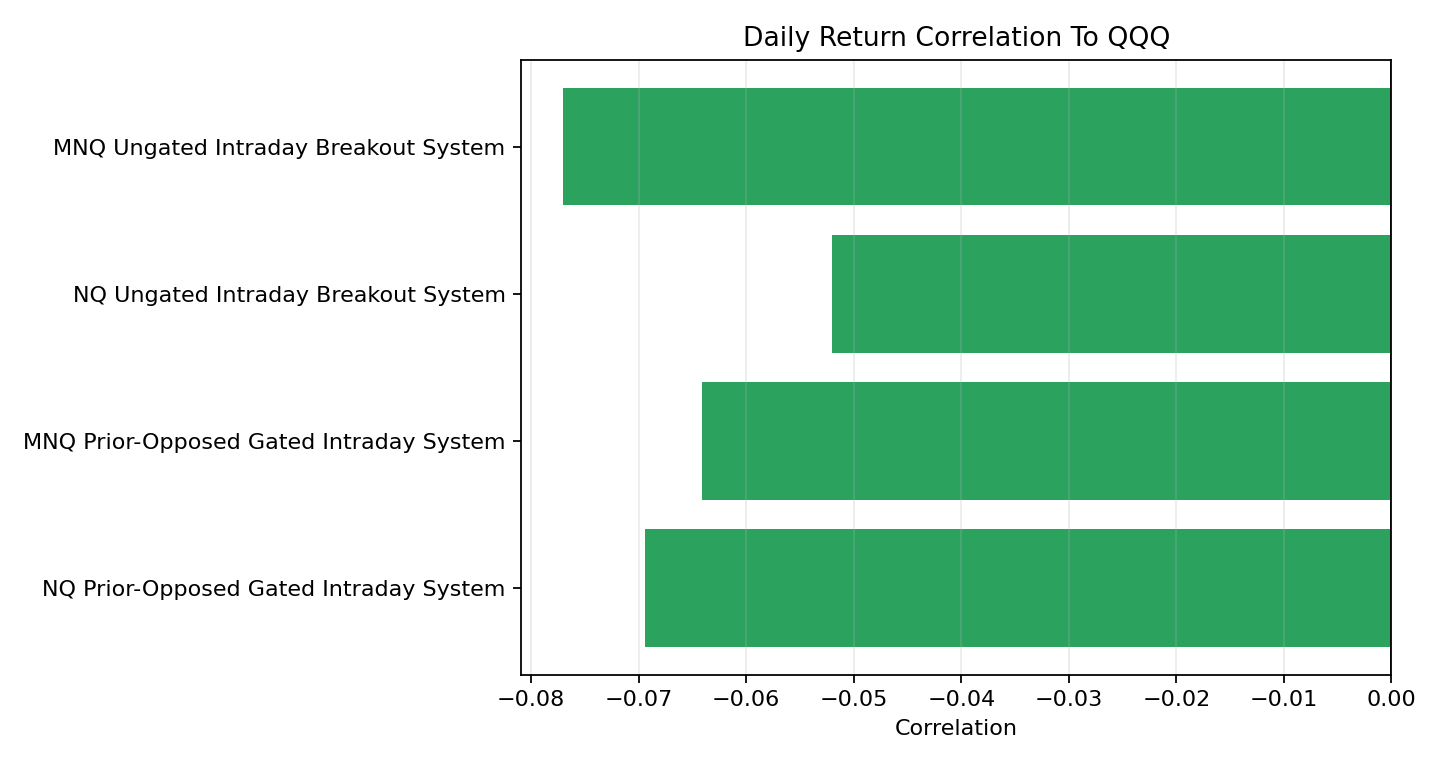 Daily Return Correlation To QQQ
MNQ Ungated Intraday Breakout System
NQ Ungated Intraday Breakout System
MNQ Prior-Opposed Gated Intraday System
NQ Prior-Opposed Gated Intraday System
−0.08 −0.07 −0.06 −0.05 −0.04 −0.03 −0.02 −0.01 0.00
Correlation